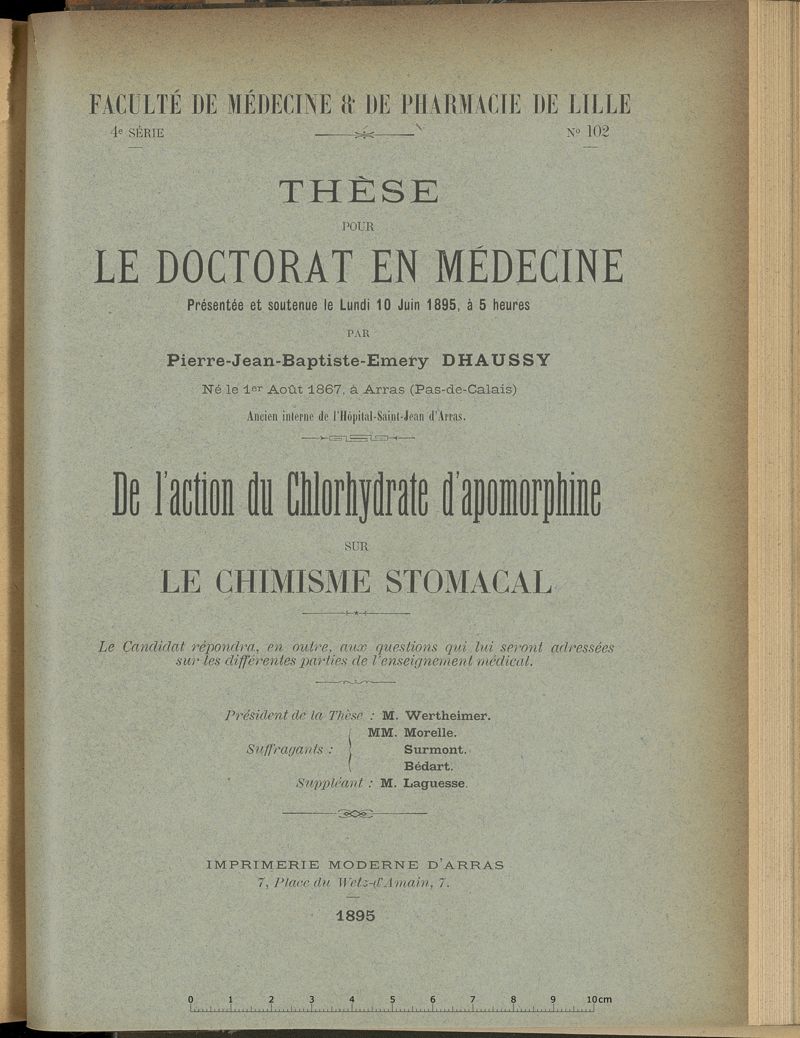 FACULTÉ DE MÉDECINE & DE PHARMACIE DE LILLE
4e SÉRIE
No 102
THÈSE
POUR
LE DOCTORAT EN MÉDECINE
Présentée et soutenue le Lundi 10 Juin 1895, à 5 heures
PAR
Pierre-Jean-Baptiste-Emery DHAUSSY
Né le 1er Août 1867, à Arras (Pas-de-Calais)
Ancien interne de l'Hôpital-Saint-Jean d'Arras.
De l'action du Chlorhydrate d'apomorphine
SUR
LE CHIMISME STOMACAL
Le Candidat répondra, en outre, aux questions qui lui seront adressées
sur les différentes parties de l'enseignement médical.
Président de la Thèse : M. Wertheimer.
MM. Morelle.
Suffragants : Surmont.
Bédart.
Suppléant : M. Laguesse.
IMPRIMERIE MODERNE D'ARRAS
7, Place du Wetz-d'Amain, 7.
1895
0 1 2 3 4 5 6 7 8 9 10 cm